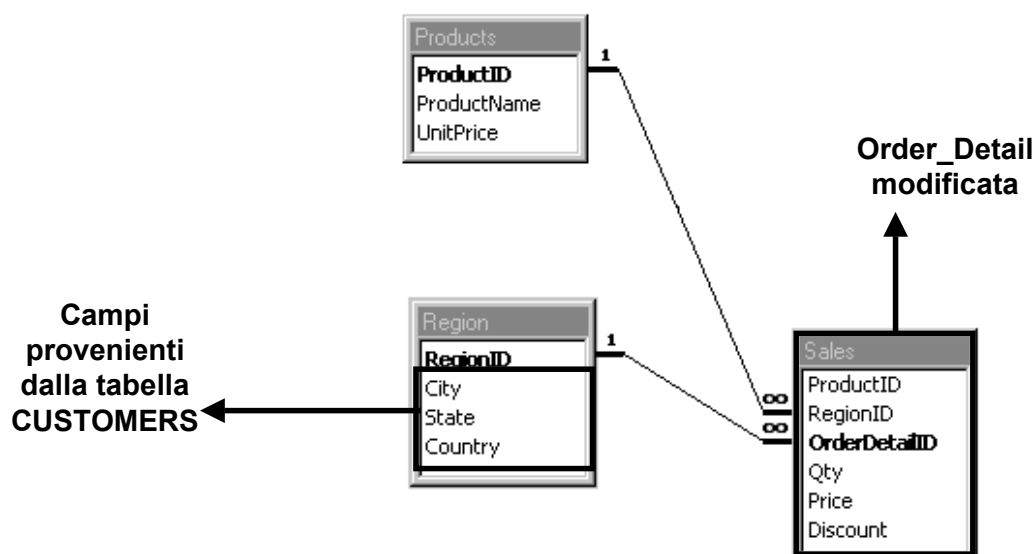 Products
ProductID
ProductName
UnitPrice
1
Order_Detail
modificata
Campi
provenienti
dalla tabella
CUSTOMERS
Region
RegionID
City
State
Country
1
Sales
ProductID
RegionID
OrderDetailID
Qty
Price
Discount
∞
∞